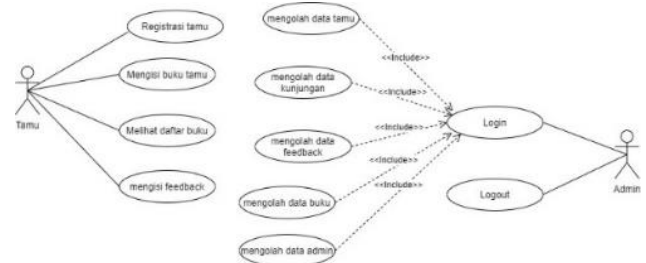 Registrasi tamu
Mengisi buku tamu
Melihat daftar buku
mengisi feedback
Tamu
mengolah data tamu
mengolah data
kunjungan
mengolah data
feedback
mengolah data buku
mengolah data admin
<<Include>>
<<Include>>
<<Include>>
<<Include>>
<<Include>>
Login
Logout
Admin